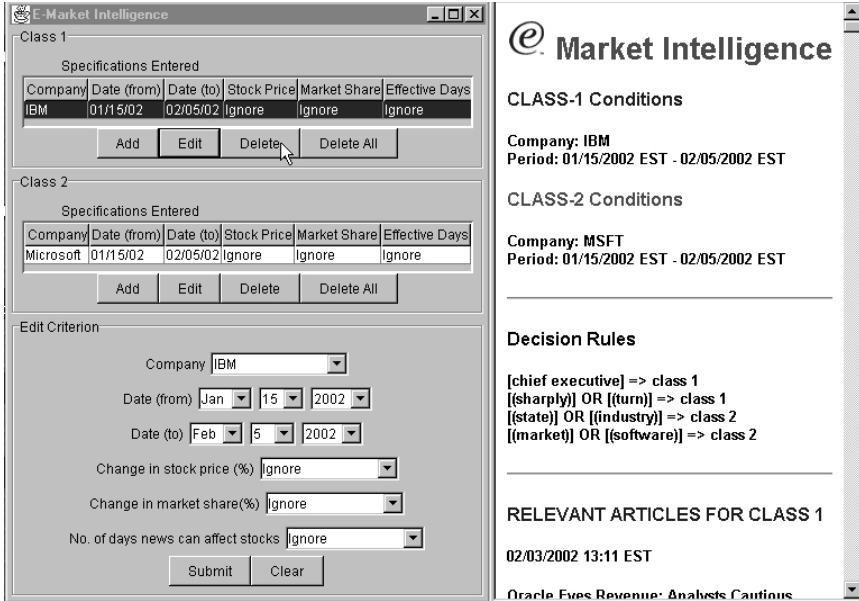 E-Market Intelligence
Class 1
Specifications Entered
Company Date (from) Date (to) Stock Price Market Share Effective Days
IBM 01/15/02 02/05/02 Ignore Ignore Ignore
Add Edit Delete Delete All
Class 2
Specifications Entered
Company Date (from) Date (to) Stock Price Market Share Effective Days
Microsoft 01/15/02 02/05/02 Ignore Ignore Ignore
Add Edit Delete Delete All
Edit Criterion
Company IBM
Date (from) Jan 15 2002
Date (to) Feb 5 2002
Change in stock price (%) Ignore
Change in market share(%) Ignore
No. of days news can affect stocks Ignore
Submit Clear
e Market Intelligence
CLASS-1 Conditions
Company: IBM
Period: 01/15/2002 EST - 02/05/2002 EST
CLASS-2 Conditions
Company: MSFT
Period: 01/15/2002 EST - 02/05/2002 EST
Decision Rules
[chief executive] => class 1
[(sharply)] OR [(turn)] => class 1
[(state)] OR [(industry)] => class 2
[(market)] OR [(software)] => class 2
RELEVANT ARTICLES FOR CLASS 1
02/03/2002 13:11 EST
Oracle Eyes Revenue; Analysts Cautious